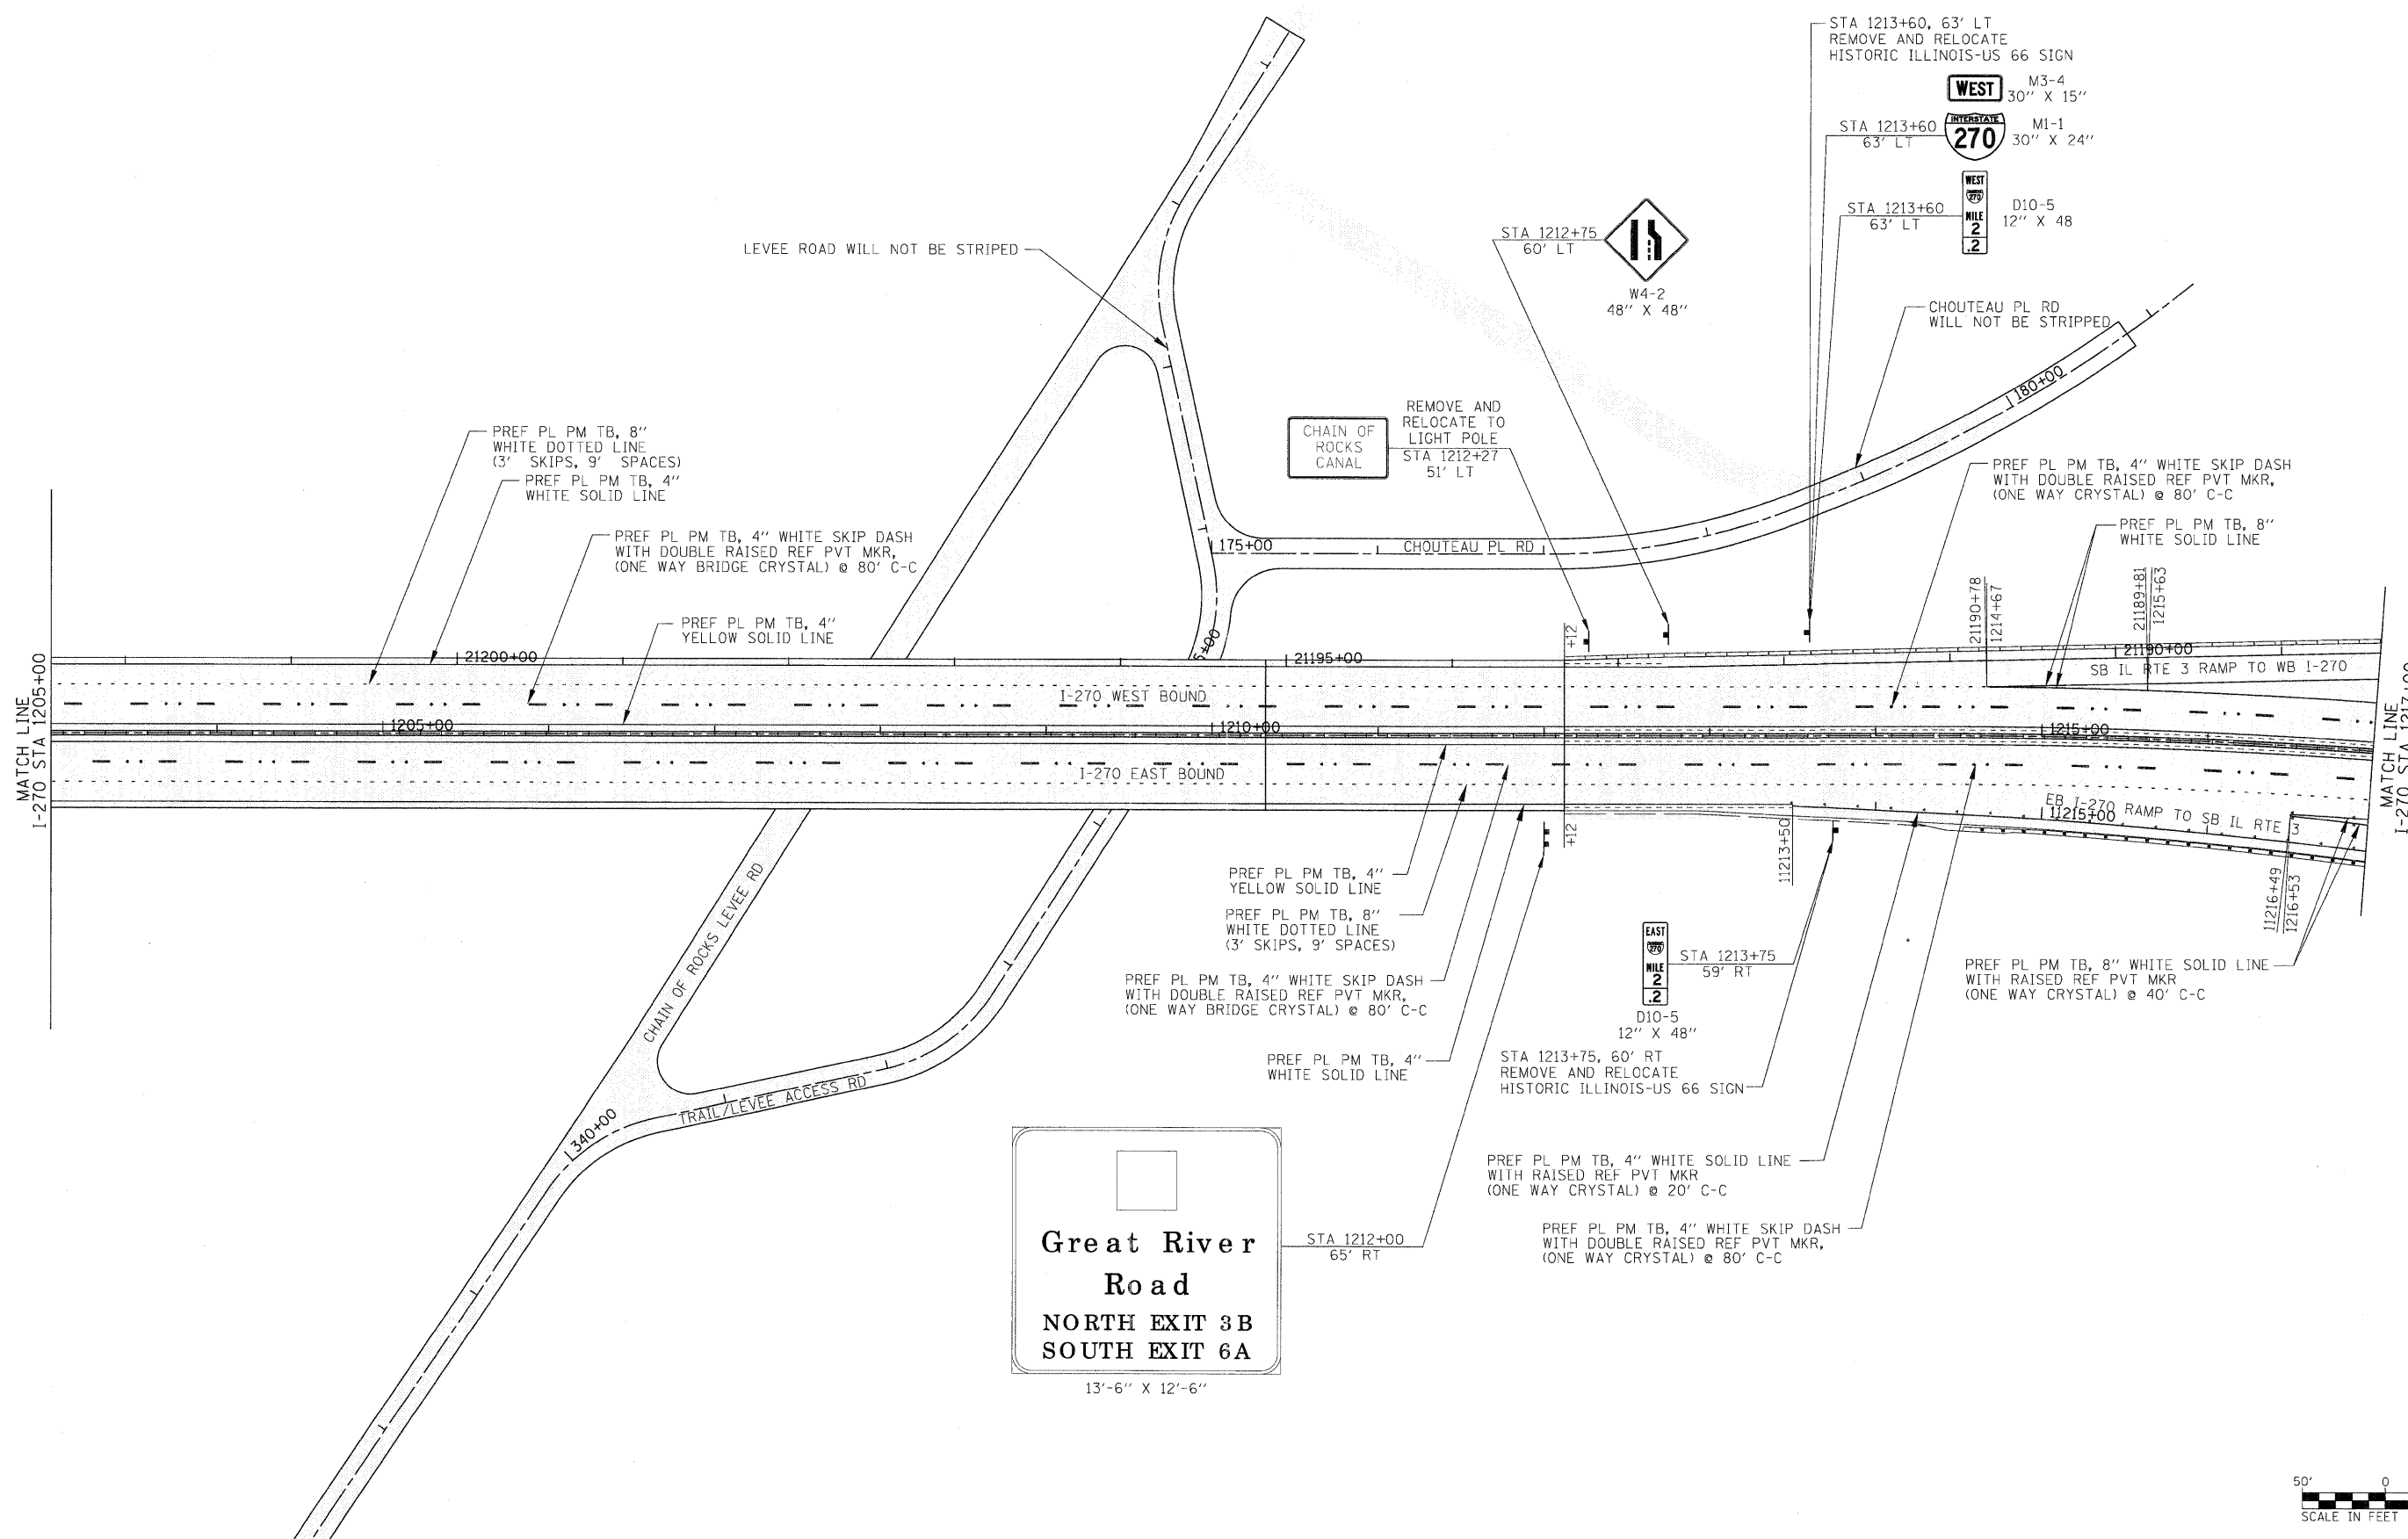 STA 1213+60, 63' LT
REMOVE AND RELOCATE
HISTORIC ILLINOIS-US 66 SIGN
WEST
M3-4
30" X 15"
STA 1213+60
63' LT
INTERSTATE
270
M1-1
30" X 24"
STA 1213+60
63' LT
WEST
270
MILE
2
.2
D10-5
12" X 48
STA 1212+75
60' LT
W4-2
48" X 48"
LEVEE ROAD WILL NOT BE STRIPED
CHOUTEAU PL RD
WILL NOT BE STRIPPED
180+00
CHAIN OF
ROCKS
CANAL
REMOVE AND
RELOCATE TO
LIGHT POLE
STA 1212+27
51' LT
PREF PL PM TB, 8"
WHITE DOTTED LINE
(3' SKIPS, 9' SPACES)
PREF PL PM TB, 4"
WHITE SOLID LINE
PREF PL PM TB, 4" WHITE SKIP DASH
WITH DOUBLE RAISED REF PVT MKR,
(ONE WAY BRIDGE CRYSTAL) @ 80' C-C
PREF PL PM TB, 4"
YELLOW SOLID LINE
PREF PL PM TB, 4" WHITE SKIP DASH
WITH DOUBLE RAISED REF PVT MKR,
(ONE WAY CRYSTAL) @ 80' C-C
PREF PL PM TB, 8"
WHITE SOLID LINE
175+00
CHOUTEAU PL RD
21190+78
1214+67
21189+81
1215+63
5+00
+12
21200+00
21195+00
21190+00
SB IL RTE 3 RAMP TO WB I-270
I-270 WEST BOUND
1205+00
1210+00
1215+00
I-270 EAST BOUND
MATCH LINE
I-270 STA 1205+00
MATCH LINE
I-270 STA 1217+00
EB I-270 RAMP TO SB IL RTE 3
11215+00
+12
11213+50
11216+49
1216+53
PREF PL PM TB, 4"
YELLOW SOLID LINE
PREF PL PM TB, 8"
WHITE DOTTED LINE
(3' SKIPS, 9' SPACES)
PREF PL PM TB, 4" WHITE SKIP DASH
WITH DOUBLE RAISED REF PVT MKR,
(ONE WAY BRIDGE CRYSTAL) @ 80' C-C
PREF PL PM TB, 4"
WHITE SOLID LINE
EAST
270
MILE
2
.2
STA 1213+75
59' RT
D10-5
12" X 48"
STA 1213+75, 60' RT
REMOVE AND RELOCATE
HISTORIC ILLINOIS-US 66 SIGN
PREF PL PM TB, 8" WHITE SOLID LINE
WITH RAISED REF PVT MKR
(ONE WAY CRYSTAL) @ 40' C-C
CHAIN OF ROCKS LEVEE RD
TRAIL/LEVEE ACCESS RD
340+00
PREF PL PM TB, 4" WHITE SOLID LINE
WITH RAISED REF PVT MKR
(ONE WAY CRYSTAL) @ 20' C-C
PREF PL PM TB, 4" WHITE SKIP DASH
WITH DOUBLE RAISED REF PVT MKR,
(ONE WAY CRYSTAL) @ 80' C-C
Great River
Road
NORTH EXIT 3B
SOUTH EXIT 6A
13'-6" X 12'-6"
STA 1212+00
65' RT
50'
0
SCALE IN FEET